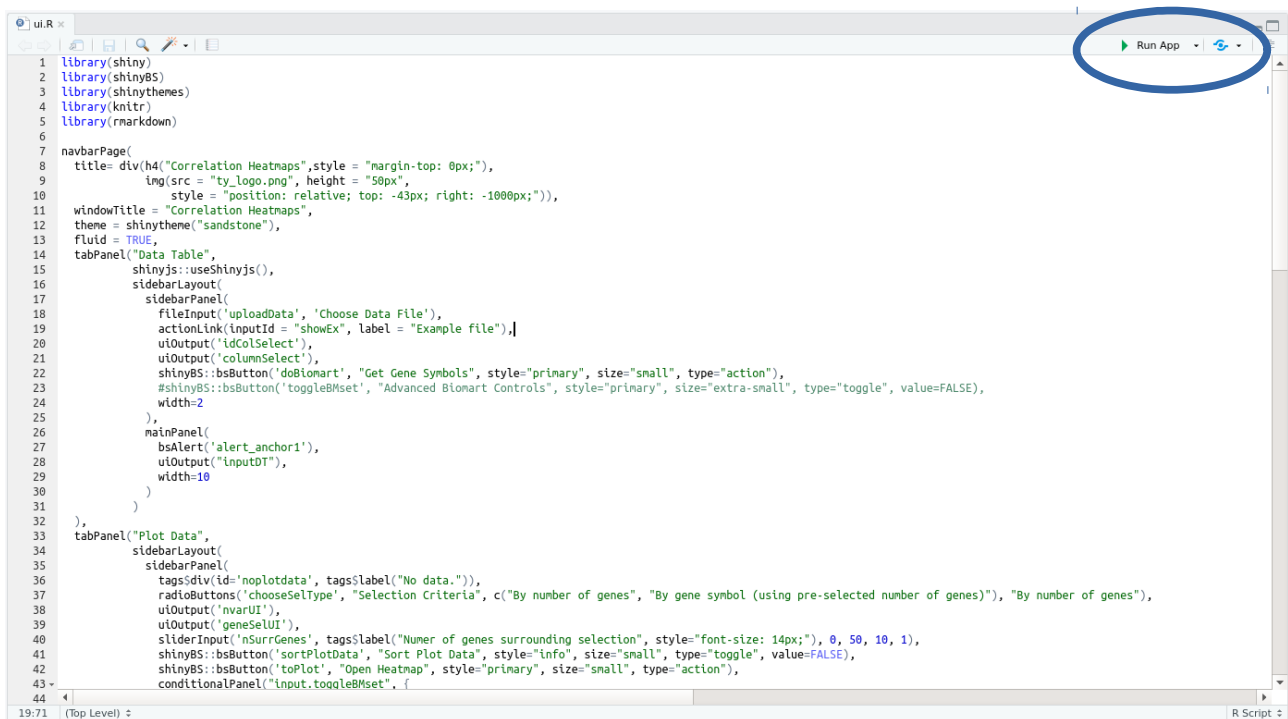 ui.R ×
Run App
1 library(shiny)
2 library(shinyBS)
3 library(shinythemes)
4 library(knitr)
5 library(rmarkdown)
6
7 navbarPage(
8   title= div(h4("Correlation Heatmaps",style = "margin-top: 0px;"),
9              img(src = "ty_logo.png", height = "50px",
10                 style = "position: relative; top: -43px; right: -1000px;")),
11   windowTitle = "Correlation Heatmaps",
12   theme = shinytheme("sandstone"),
13   fluid = TRUE,
14   tabPanel("Data Table",
15            shinyjs::useShinyjs(),
16            sidebarLayout(
17              sidebarPanel(
18                fileInput('uploadData', 'Choose Data File'),
19                actionLink(inputId = "showEx", label = "Example file"),
20                uiOutput('idColSelect'),
21                uiOutput('columnSelect'),
22                shinyBS::bsButton('doBiomart', "Get Gene Symbols", style="primary", size="small", type="action"),
23                #shinyBS::bsButton('toggleBMset', "Advanced Biomart Controls", style="primary", size="extra-small", type="toggle", value=FALSE),
24                width=2
25              ),
26              mainPanel(
27                bsAlert('alert_anchor1'),
28                uiOutput("inputDT"),
29                width=10
30              )
31            )
32   ),
33   tabPanel("Plot Data",
34            sidebarLayout(
35              sidebarPanel(
36                tags$div(id='noplotdata', tags$label("No data.")),
37                radioButtons('chooseSelType', "Selection Criteria", c("By number of genes", "By gene symbol (using pre-selected number of genes)"), "By number of genes"),
38                uiOutput('nvarUI'),
39                uiOutput('geneSelUI'),
40                sliderInput('nSurrGenes', tags$label("Numer of genes surrounding selection", style="font-size: 14px;"), 0, 50, 10, 1),
41                shinyBS::bsButton('sortPlotData', "Sort Plot Data", style="info", size="small", type="toggle", value=FALSE),
42                shinyBS::bsButton('toPlot', "Open Heatmap", style="primary", size="small", type="action"),
43                conditionalPanel("input.toggleBMset", {
44
19:71 (Top Level) R Script